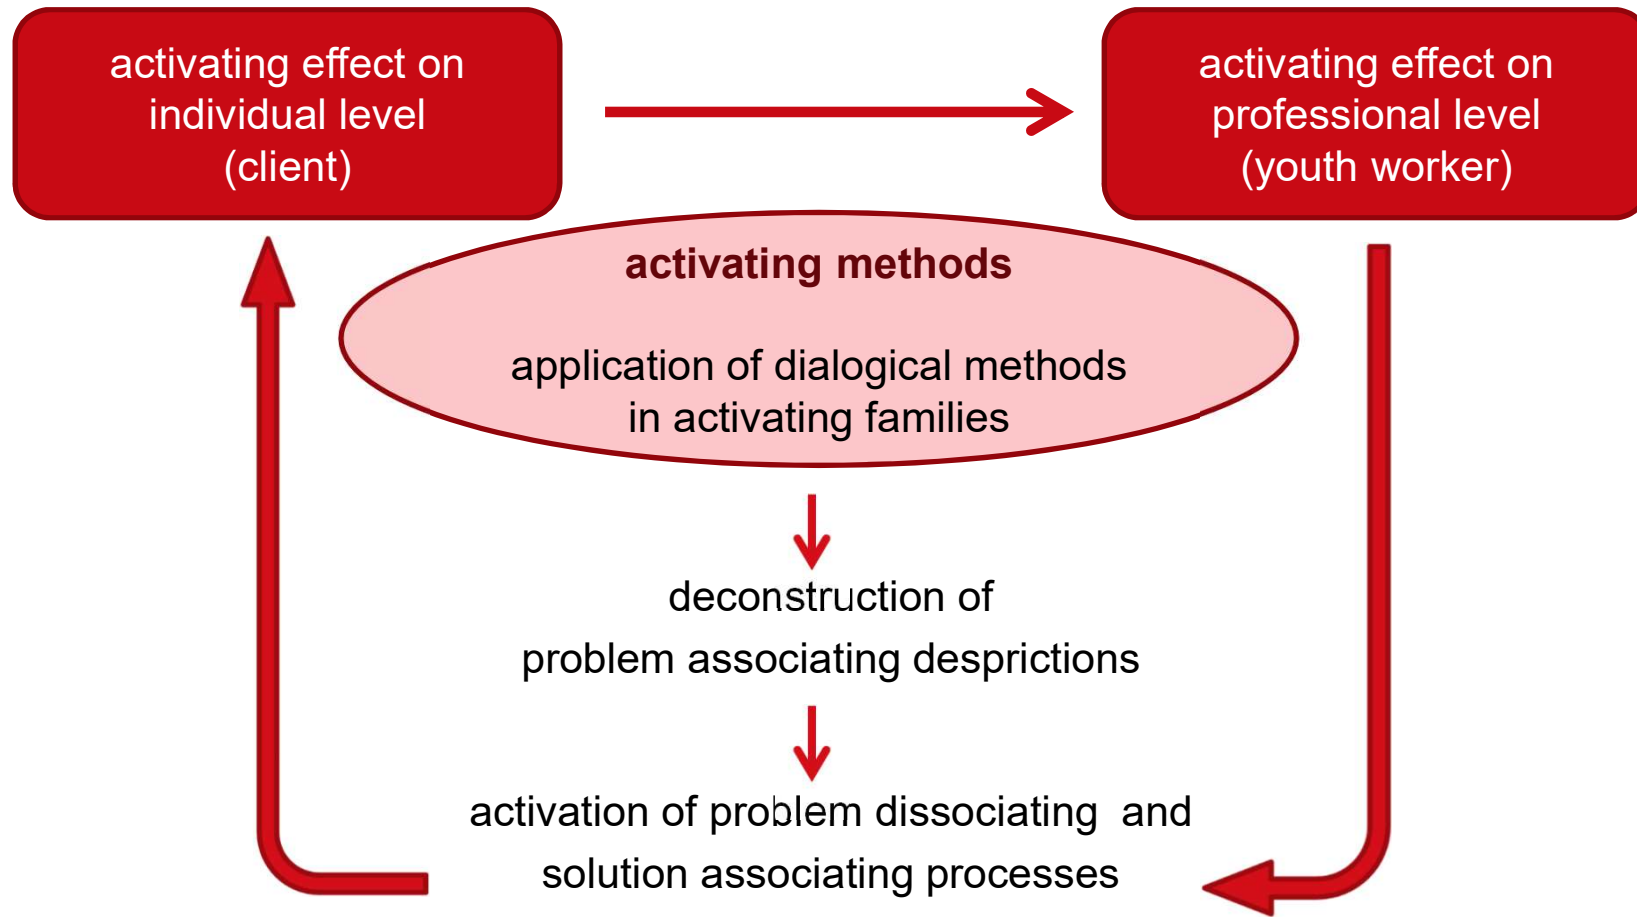 activating effect on
individual level
(client)
activating effect on
professional level
(youth worker)
activating methods
application of dialogical methods
in activating families
deconstruction of
problem associating desprictions
activation of problem dissociating and
solution associating processes